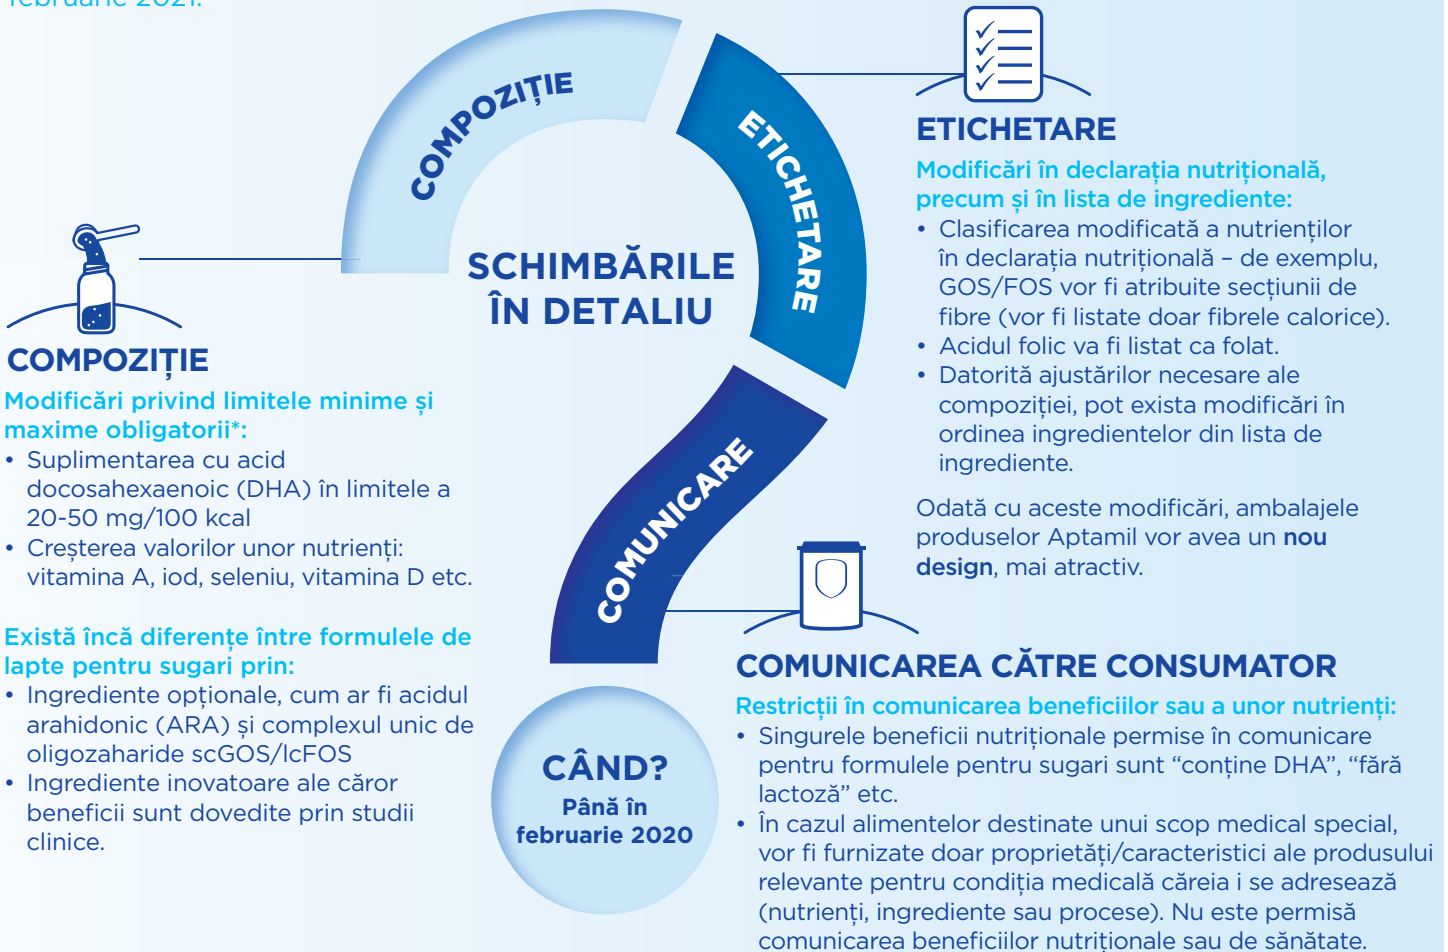 februarie 2021.
COMPOZIȚIE
ETICHETARE
COMUNICARE
SCHIMBĂRILE
ÎN DETALIU
COMPOZIȚIE
Modificări privind limitele minime și
maxime obligatorii*:
• Suplimentarea cu acid
docosahexaenoic (DHA) în limitele a
20-50 mg/100 kcal
• Creșterea valorilor unor nutrienți:
vitamina A, iod, seleniu, vitamina D etc.
Există încă diferențe între formulele de
lapte pentru sugari prin:
• Ingrediente opționale, cum ar fi acidul
arahidonic (ARA) și complexul unic de
oligozaharide scGOS/lcFOS
• Ingrediente inovatoare ale căror
beneficii sunt dovedite prin studii
clinice.
ETICHETARE
Modificări în declarația nutrițională,
precum și în lista de ingrediente:
• Clasificarea modificată a nutrienților
în declarația nutrițională – de exemplu,
GOS/FOS vor fi atribuite secțiunii de
fibre (vor fi listate doar fibrele calorice).
• Acidul folic va fi listat ca folat.
• Datorită ajustărilor necesare ale
compoziției, pot exista modificări în
ordinea ingredientelor din lista de
ingrediente.
Odată cu aceste modificări, ambalajele
produselor Aptamil vor avea un nou
design, mai atractiv.
CÂND?
Până în
februarie 2020
COMUNICAREA CĂTRE CONSUMATOR
Restricții în comunicarea beneficiilor sau a unor nutrienți:
• Singurele beneficii nutriționale permise în comunicare
pentru formulele pentru sugari sunt “conține DHA”, “fără
lactoză” etc.
• În cazul alimentelor destinate unui scop medical special,
vor fi furnizate doar proprietăți/caracteristici ale produsului
relevante pentru condiția medicală căreia i se adresează
(nutrienți, ingrediente sau procese). Nu este permisă
comunicarea beneficiilor nutriționale sau de sănătate.